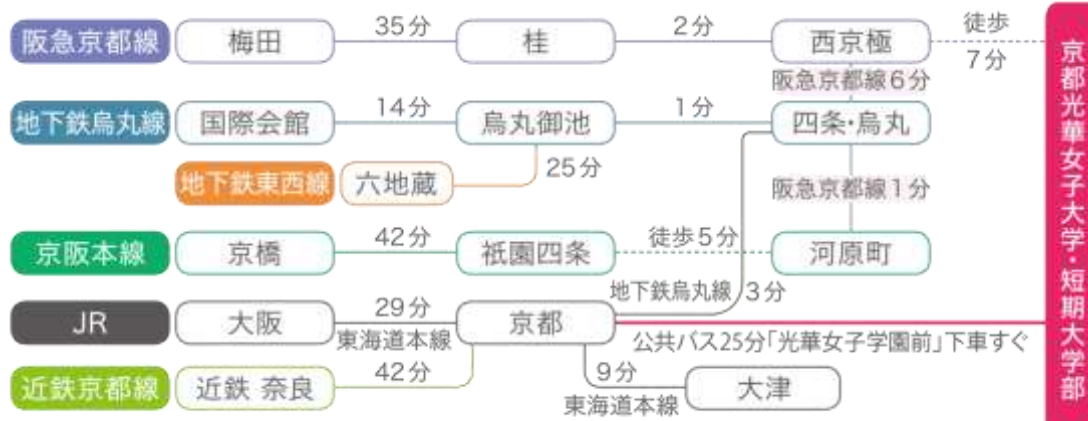 阪急京都線 梅田 35分 桂 2分 西京極 徒歩 7分
阪急京都線6分
地下鉄烏丸線 国際会館 14分 烏丸御池 1分 四条・烏丸
地下鉄東西線 六地蔵 25分
阪急京都線1分
京阪本線 京橋 42分 祇園四条 徒歩5分 河原町
地下鉄烏丸線 3分
JR 大阪 29分 東海道本線 京都
公共バス25分「光華女子学園前」下車すぐ
近鉄京都線 近鉄 奈良 42分
9分 東海道本線 大津
京都光華女子大学・短期大学部